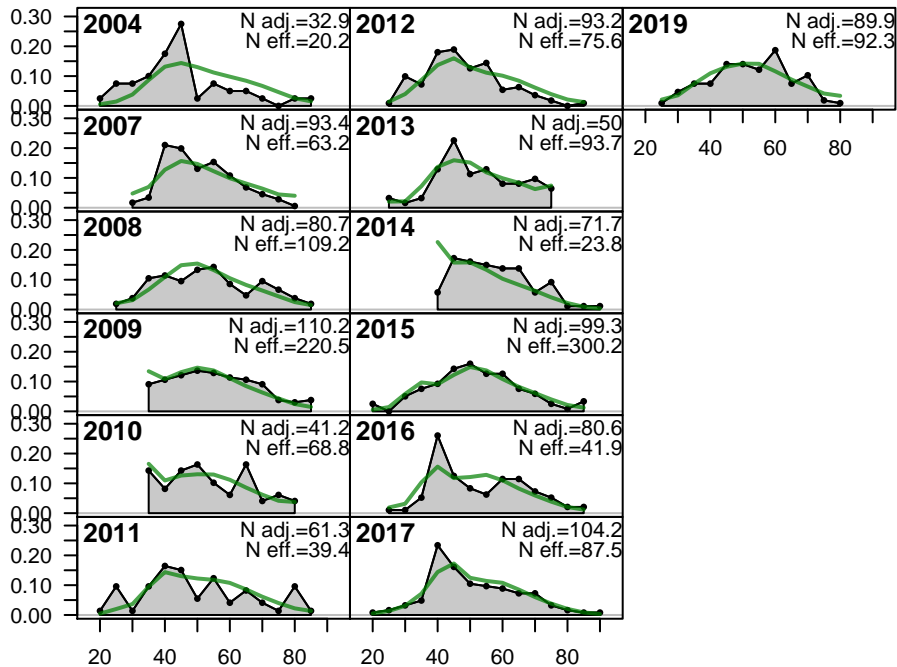 2004
N adj.=32.9
N eff.=20.2
0.30
0.20
0.10
0.00
2012
N adj.=93.2
N eff.=75.6
2019
N adj.=89.9
N eff.=92.3
20 40 60 80
2007
N adj.=93.4
N eff.=63.2
0.30
0.20
0.10
0.00
2013
N adj.=50
N eff.=93.7
2008
N adj.=80.7
N eff.=109.2
0.30
0.20
0.10
0.00
2014
N adj.=71.7
N eff.=23.8
2009
N adj.=110.2
N eff.=220.5
0.30
0.20
0.10
0.00
2015
N adj.=99.3
N eff.=300.2
2010
N adj.=41.2
N eff.=68.8
0.30
0.20
0.10
0.00
2016
N adj.=80.6
N eff.=41.9
2011
N adj.=61.3
N eff.=39.4
0.30
0.20
0.10
0.00
2017
N adj.=104.2
N eff.=87.5
20 40 60 80
20 40 60 80